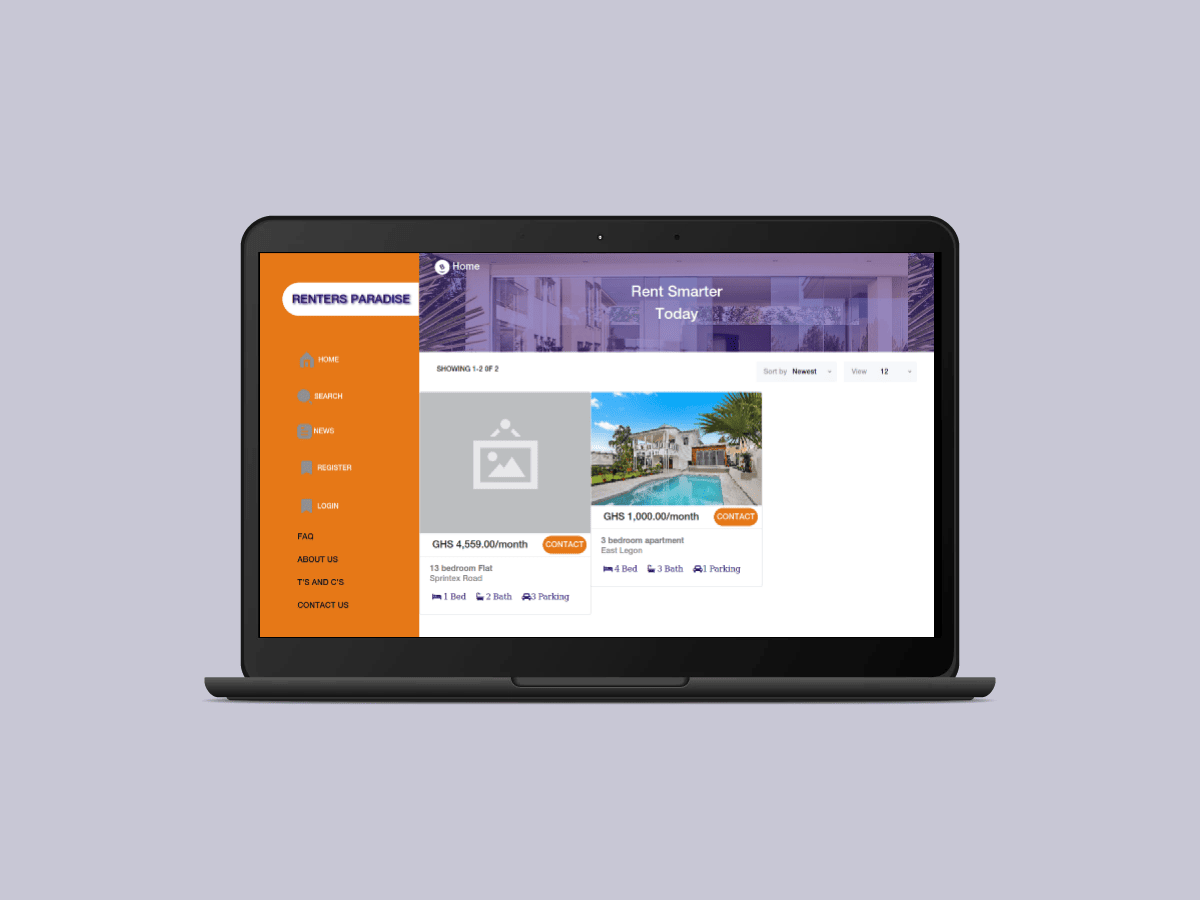 RENTERS PARADISE
HOME
SEARCH
NEWS
REGISTER
LOGIN
FAQ
ABOUT US
T'S AND C'S
CONTACT US
Home
Rent Smarter
Today
SHOWING 1-2 OF 2
Sort by Newest
View 12
GHS 4,559.00/month CONTACT
13 bedroom Flat
Sprintex Road
1 Bed 2 Bath 3 Parking
GHS 1,000.00/month CONTACT
3 bedroom apartment
East Legon
4 Bed 3 Bath 1 Parking